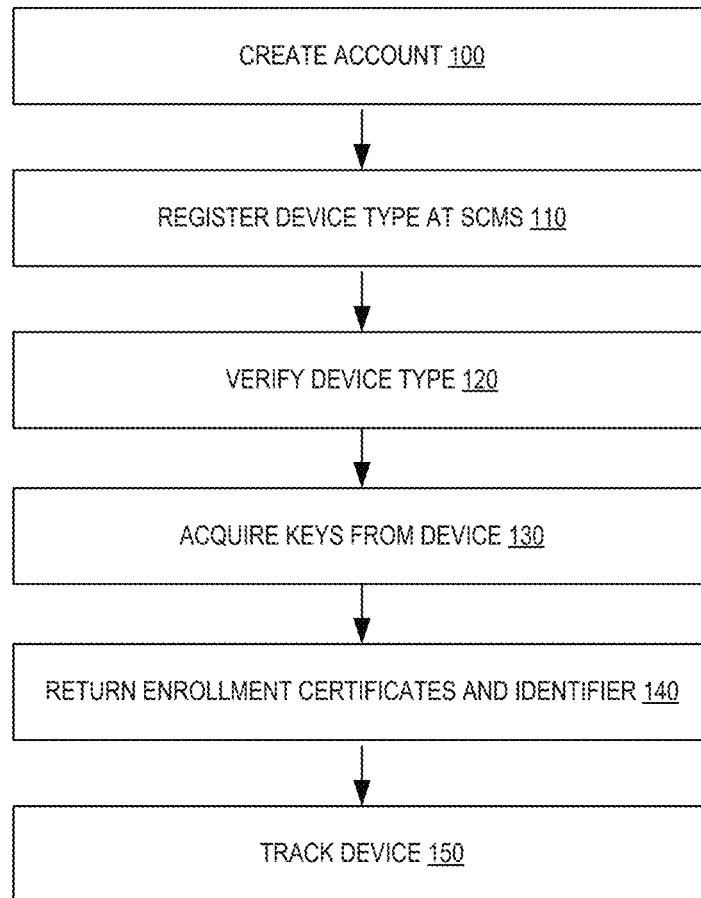 CREATE ACCOUNT 100
REGISTER DEVICE TYPE AT SCMS 110
VERIFY DEVICE TYPE 120
ACQUIRE KEYS FROM DEVICE 130
RETURN ENROLLMENT CERTIFICATES AND IDENTIFIER 140
TRACK DEVICE 150